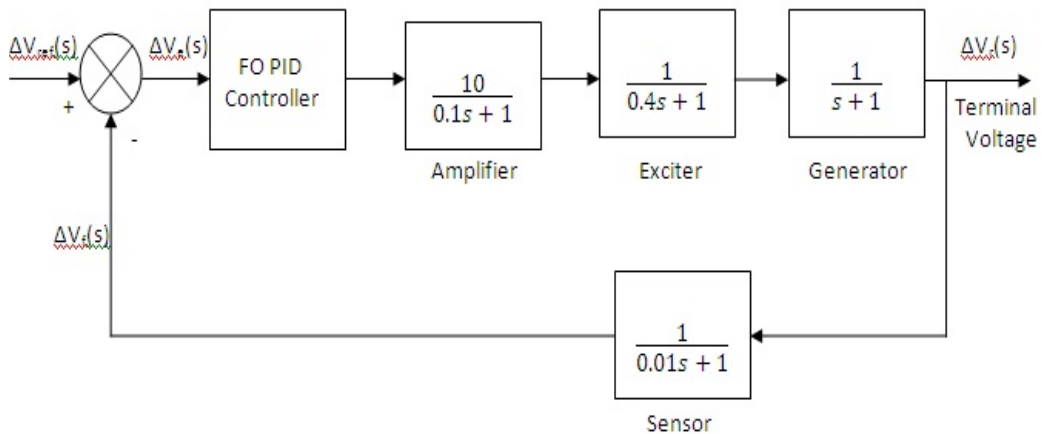 ΔVref(s)
+
-
ΔVe(s)
FO PID
Controller
10
0.1s + 1
Amplifier
1
0.4s + 1
Exciter
1
s + 1
Generator
ΔVt(s)
Terminal
Voltage
ΔVf(s)
1
0.01s + 1
Sensor